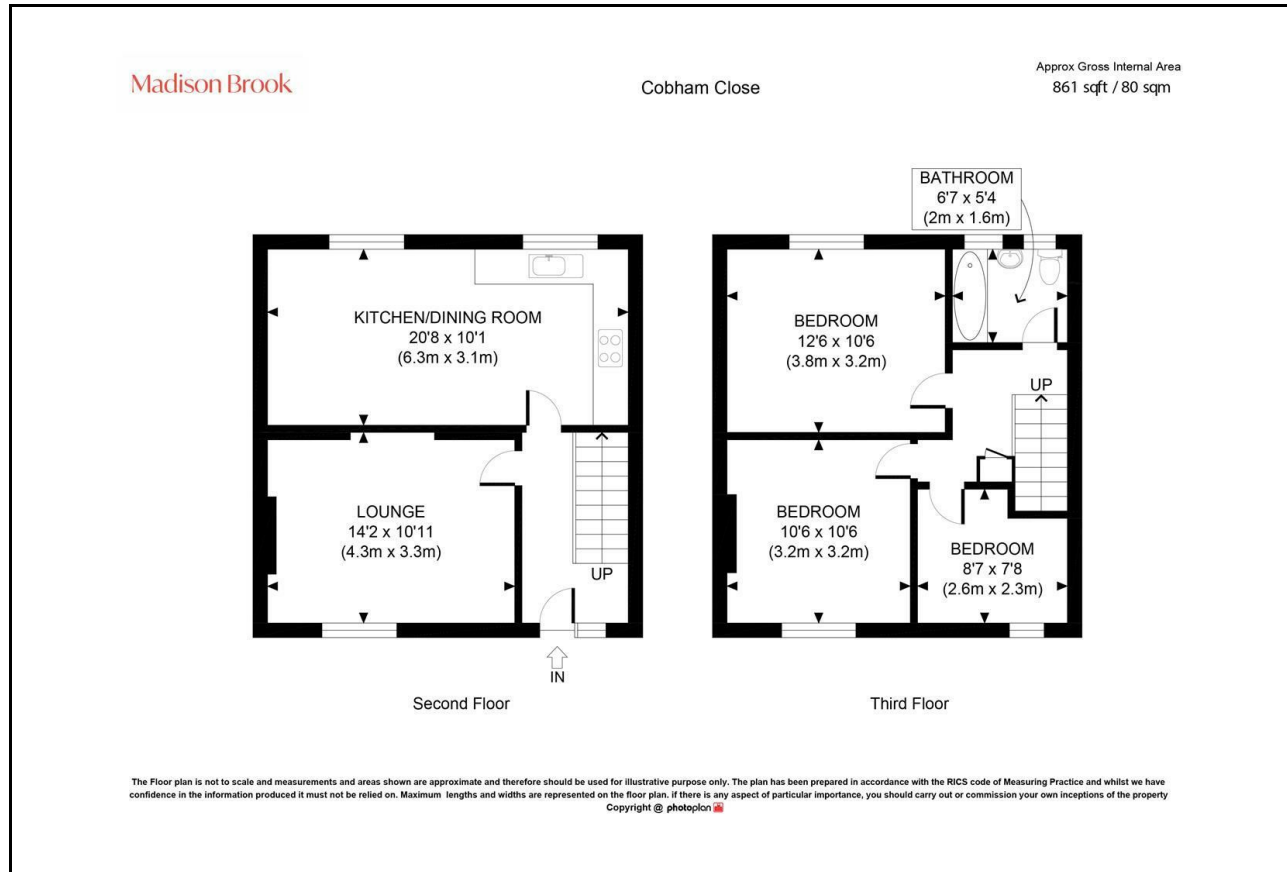 Madison Brook
Cobham Close
Approx Gross Internal Area
861 sqft / 80 sqm
KITCHEN/DINING ROOM
20'8 x 10'1
(6.3m x 3.1m)
LOUNGE
14'2 x 10'11
(4.3m x 3.3m)
UP
IN
Second Floor
BATHROOM
6'7 x 5'4
(2m x 1.6m)
BEDROOM
12'6 x 10'6
(3.8m x 3.2m)
UP
BEDROOM
10'6 x 10'6
(3.2m x 3.2m)
BEDROOM
8'7 x 7'8
(2.6m x 2.3m)
Third Floor
The Floor plan is not to scale and measurements and areas shown are approximate and therefore should be used for illustrative purpose only. The plan has been prepared in accordance with the RICS code of Measuring Practice and whilst we have
confidence in the information produced it must not be relied on. Maximum lengths and widths are represented on the floor plan. if there is any aspect of particular importance, you should carry out or commission your own inceptions of the property
Copyright @ photoplan